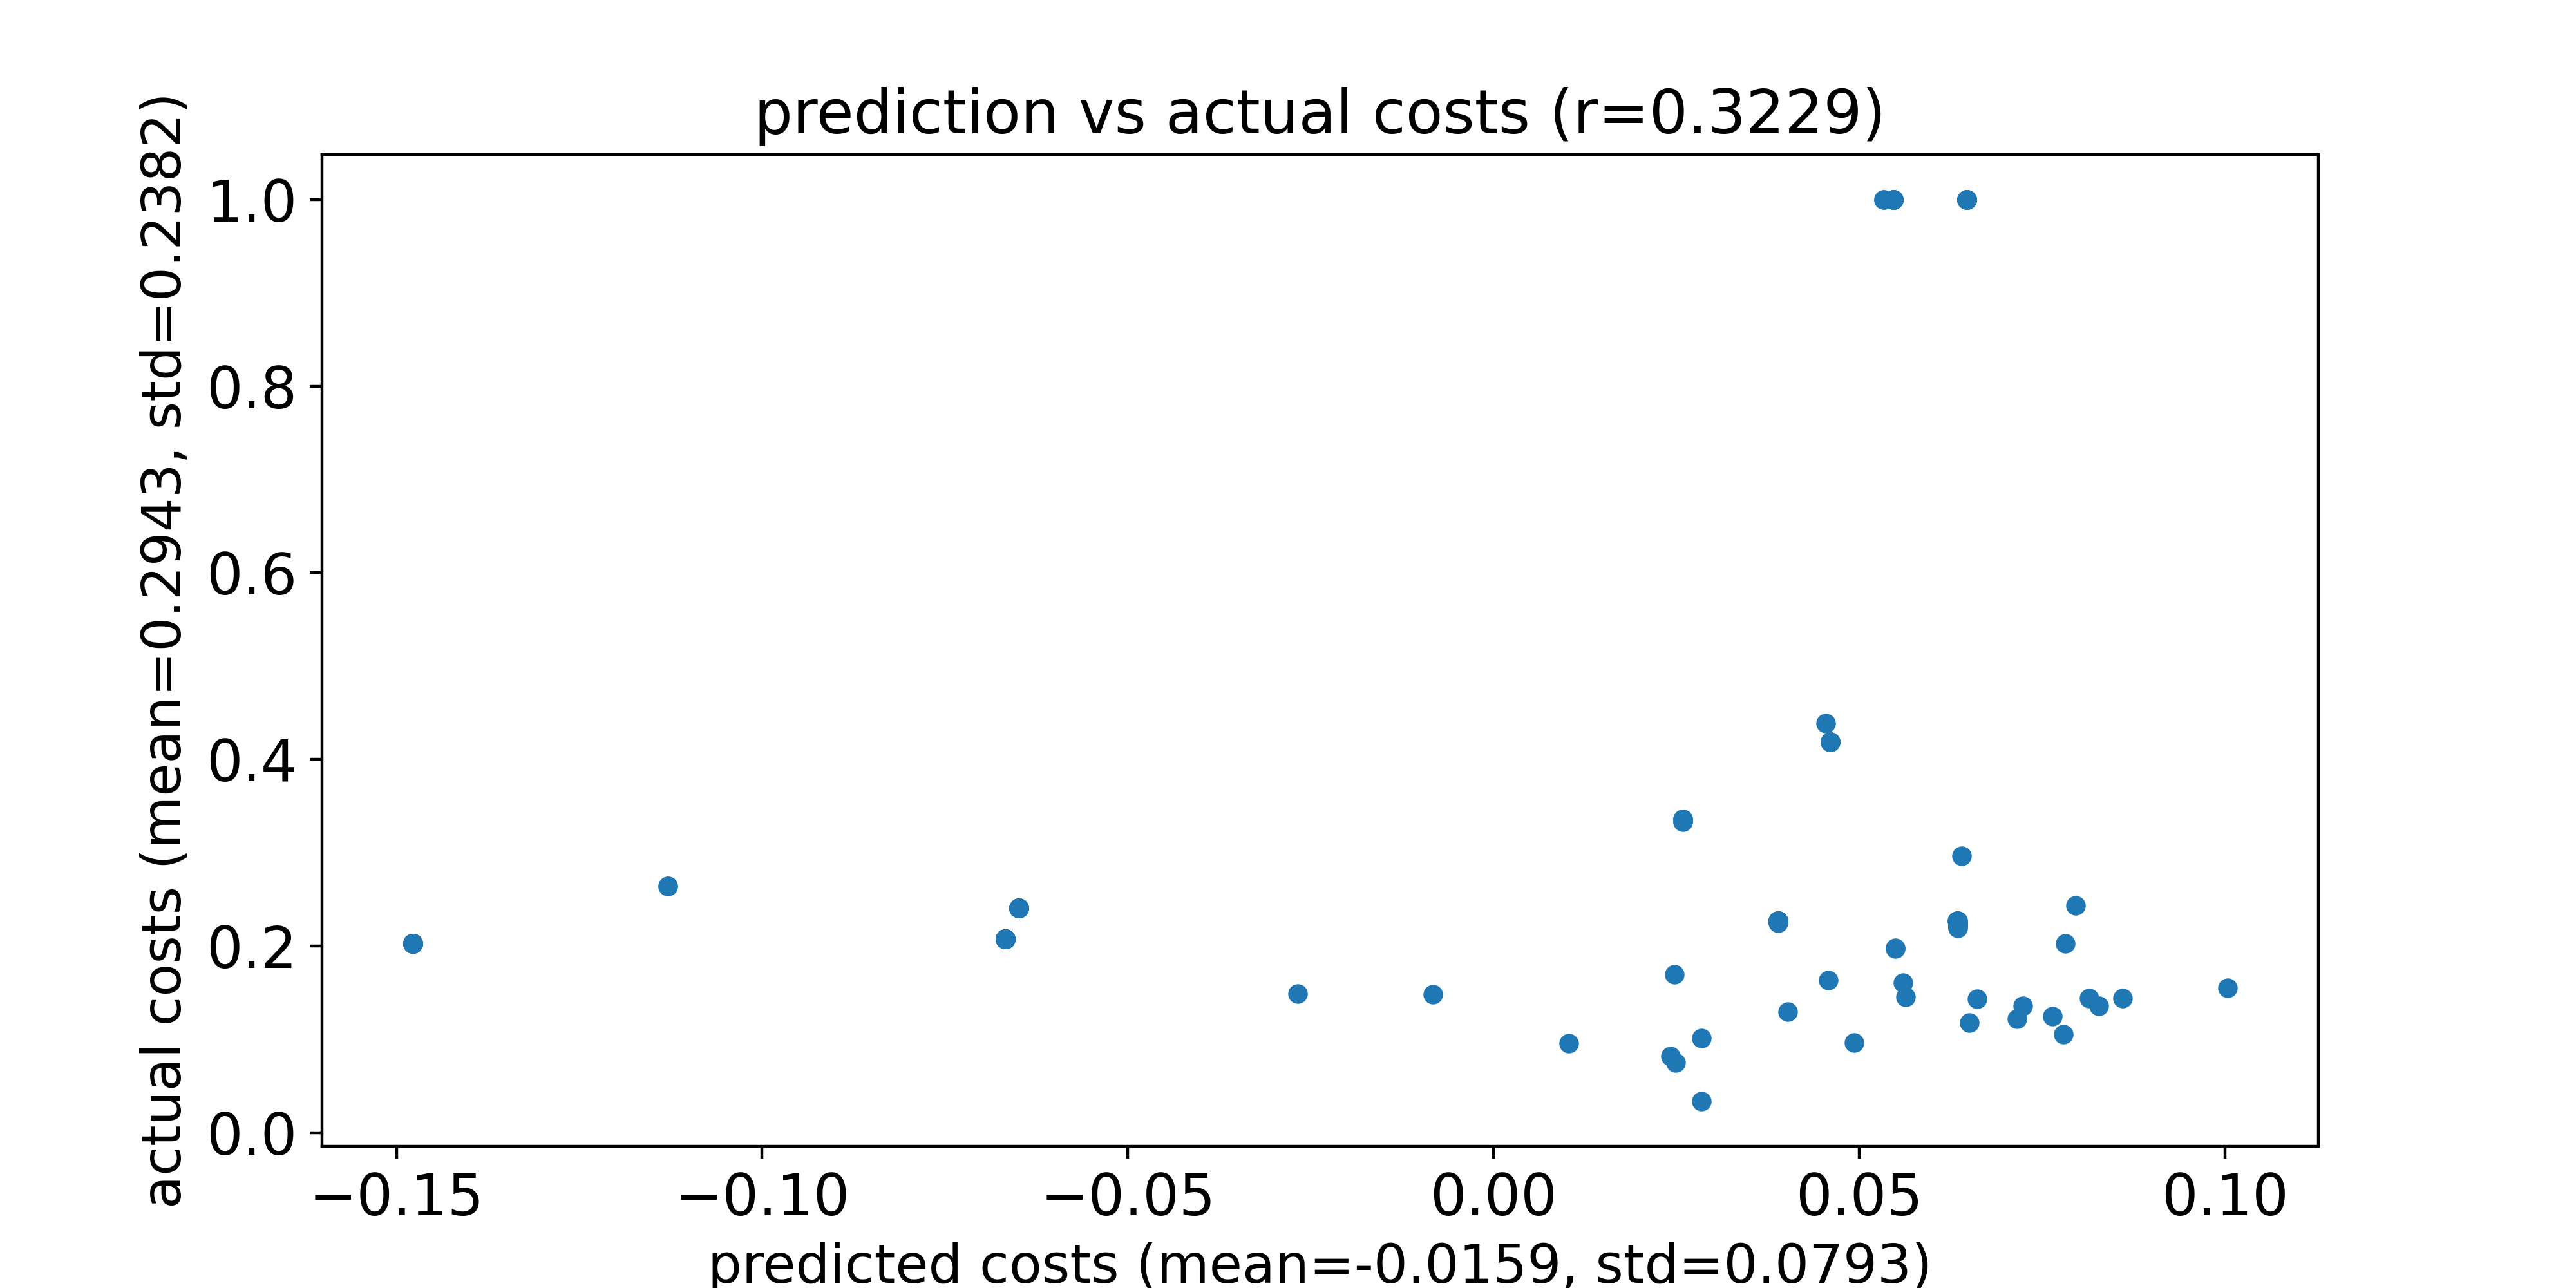 prediction vs actual costs (r=0.3229)
actual costs (mean=0.2943, std=0.2382)
1.0
0.8
0.6
0.4
0.2
0.0
−0.15 −0.10 −0.05 0.00 0.05 0.10
predicted costs (mean=-0.0159, std=0.0793)